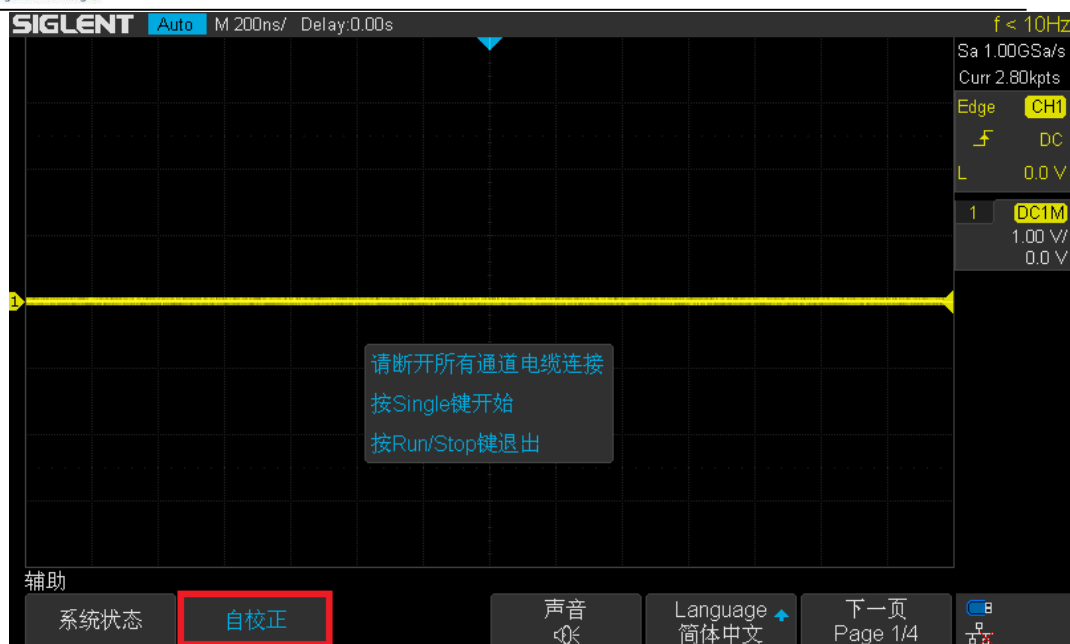 SIGLENT Auto M 200ns/ Delay:0.00s f < 10Hz
Sa 1.00GSa/s
Curr 2.80kpts
Edge CH1
DC
L 0.0 V
1 DC1M
1.00 V/
0.0 V
1
请断开所有通道电缆连接
按Single键开始
按Run/Stop键退出
辅助
系统状态
自校正
声音
Language
简体中文
下一页
Page 1/4